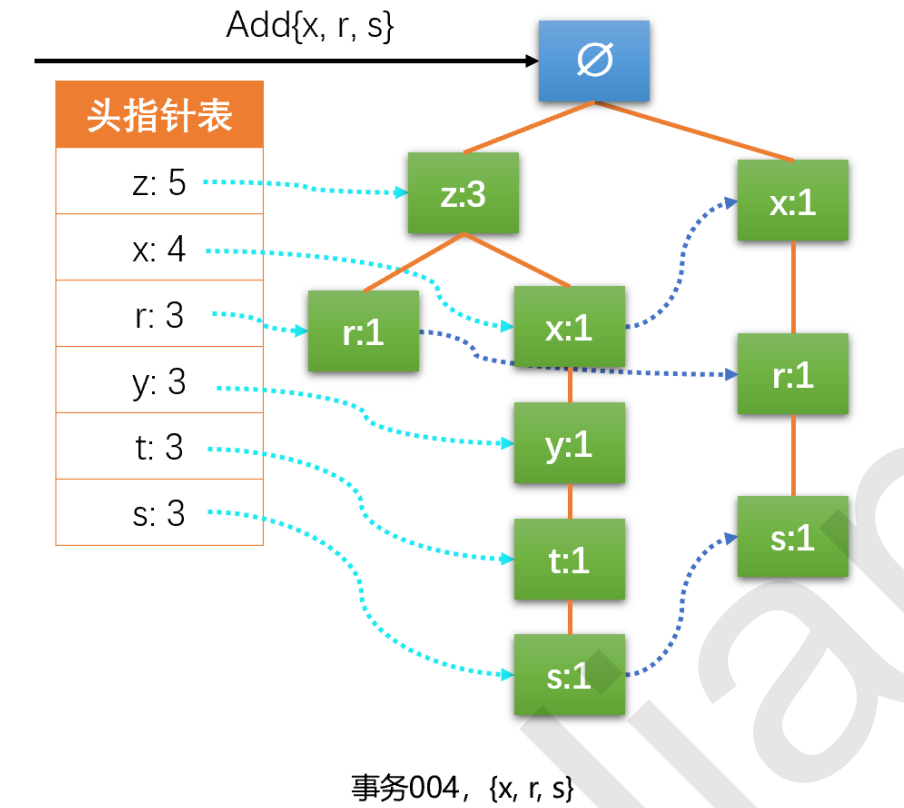 Add{x, r, s}
∅
头指针表
z: 5
x: 4
r: 3
y: 3
t: 3
s: 3
z:3
x:1
r:1
x:1
r:1
y:1
t:1
s:1
s:1
事务004，{x, r, s}